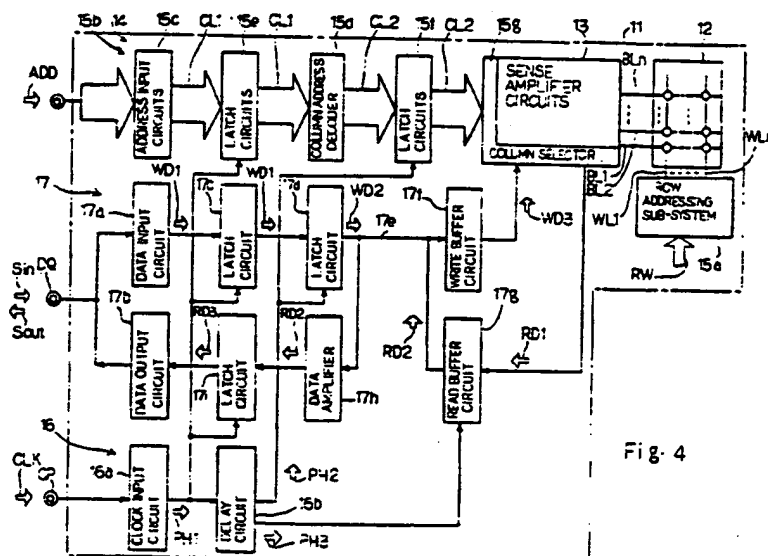 15b
1c
15c
CL1
15e
CL1
15d
CL2
15f
CL2
15g
13
11
12
ADD
ADDRESS INPUT CIRCUITS
LATCH CIRCUITS
COLUMN ADDRESS DECODER
LATCH CIRCUITS
SENSE AMPLIFIER CIRCUITS
COLUMN SELECTOR
BLn
BL1
BL2
WLm
WL1
ROW ADDRESSING SUB-SYSTEM
RW
15a
17
17a
WD1
17c
WD1
17d
WD2
17e
17f
WD3
DATA INPUT CIRCUIT
LATCH CIRCUIT
LATCH CIRCUIT
WRITE BUFFER CIRCUIT
Sin
DQ
Sout
17b
RD3
RD2
RD2
17g
RD1
DATA OUTPUT CIRCUIT
LATCH CIRCUIT
17i
DATA AMPLIFIER
17h
READ BUFFER CIRCUIT
16
CLK
16a
CLOCK INPUT CIRCUIT
PH1
DELAY CIRCUIT
PH2
16b
PH3
Fig. 4